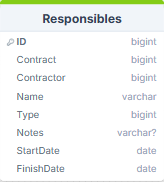 Responsibles
ID bigint
Contract bigint
Contractor bigint
Name varchar
Type bigint
Notes varchar?
StartDate date
FinishDate date